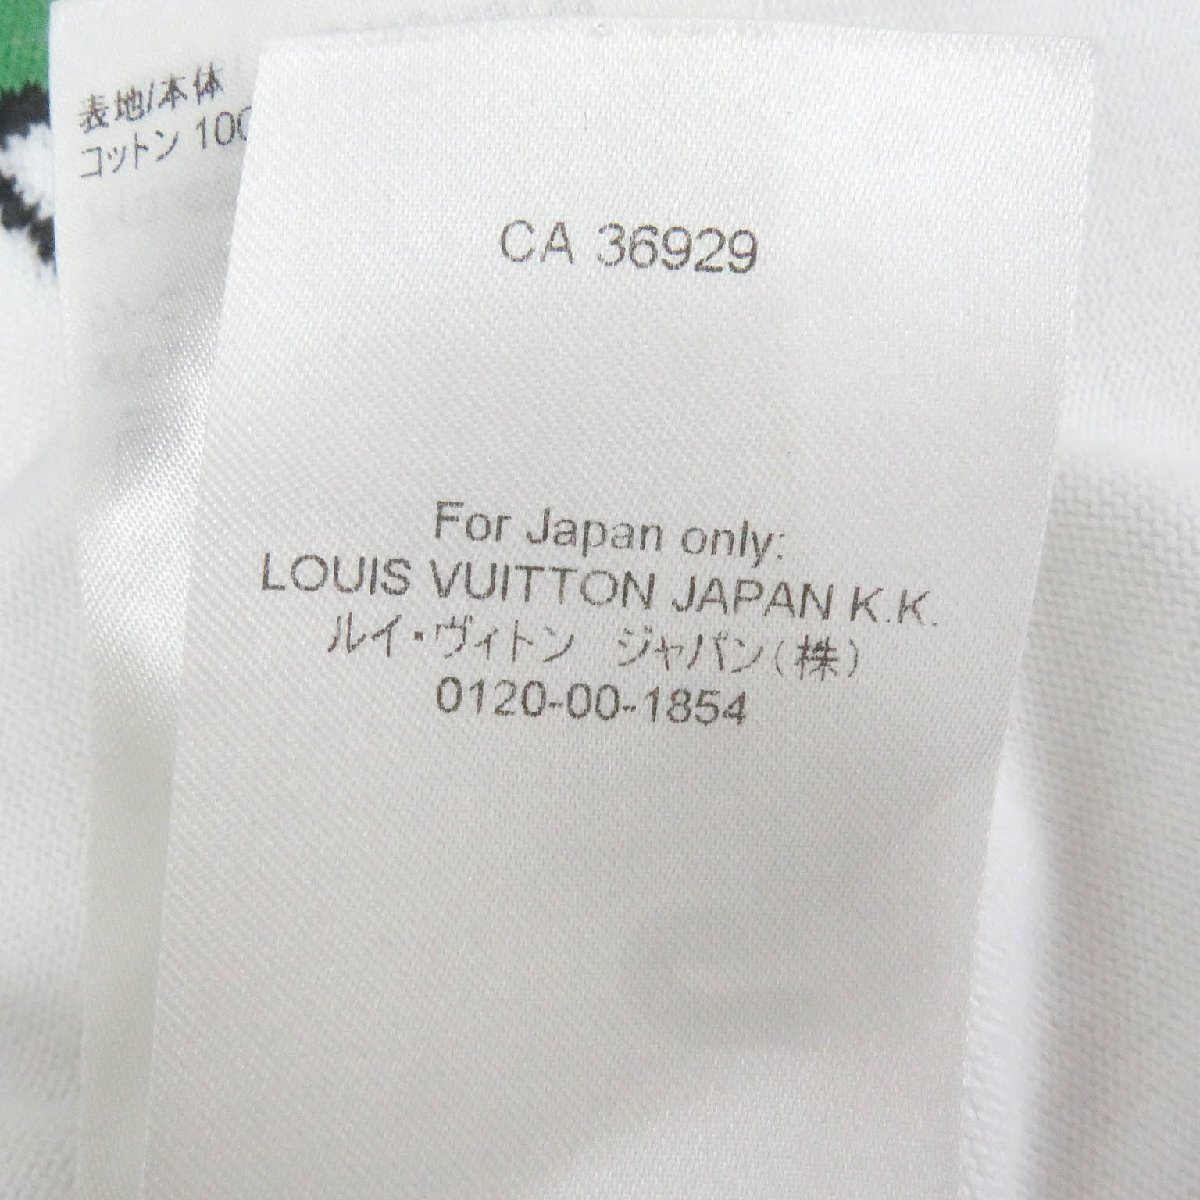 表地/本体
コットン 100
CA 36929
For Japan only:
LOUIS VUITTON JAPAN K.K.
ルイ・ヴィトン　ジャパン(株)
0120-00-1854